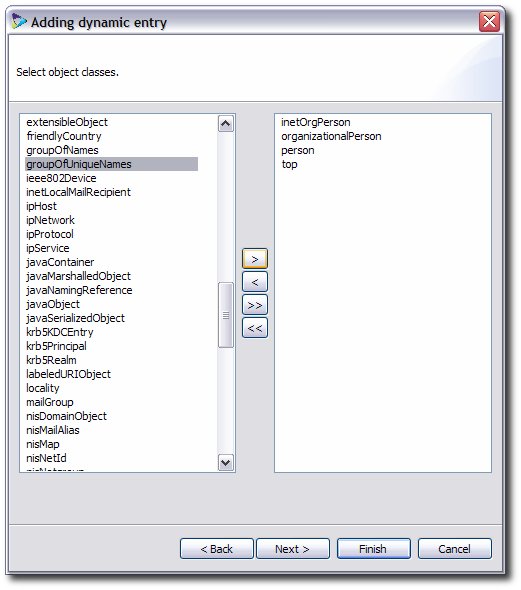 Adding dynamic entry
Select object classes.
extensibleObject
friendlyCountry
groupOfNames
groupOfUniqueNames
ieee802Device
inetLocalMailRecipient
ipHost
ipNetwork
ipProtocol
ipService
javaContainer
javaMarshalledObject
javaNamingReference
javaObject
javaSerializedObject
krb5KDCEntry
krb5Principal
krb5Realm
labeledURIObject
locality
mailGroup
nisDomainObject
nisMailAlias
nisMap
nisNetId
nisNetgroup
>
<
>>
<<
inetOrgPerson
organizationalPerson
person
top
< Back
Next >
Finish
Cancel